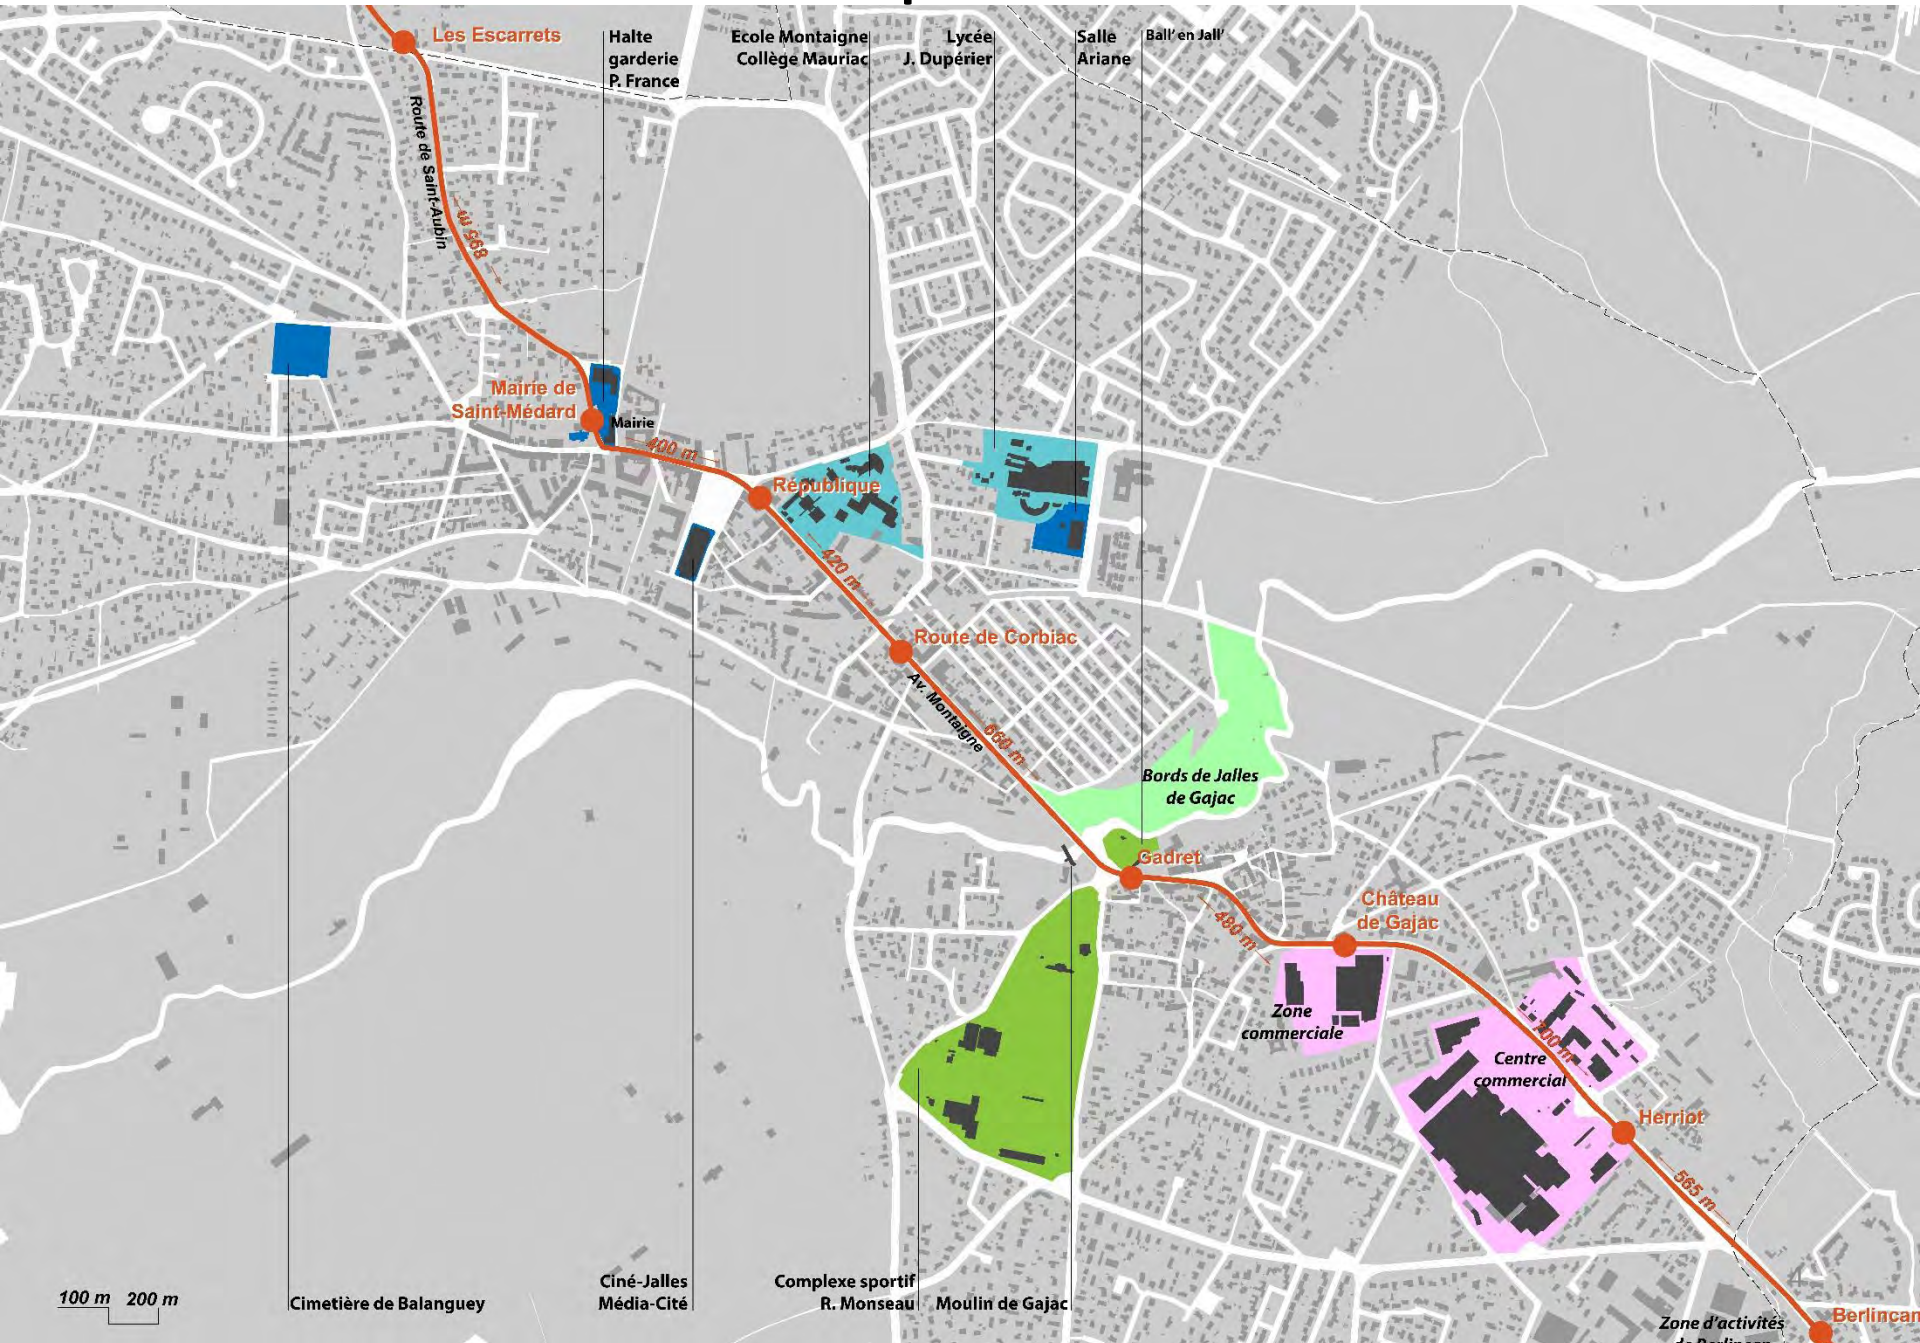 Les Escarrets
Halte
garderie
P. France
Ecole Montaigne
Collège Mauriac
Lycée
J. Dupérier
Salle
Ariane
Ball' en Jall'
Route de Saint-Aubin
895 m
Mairie de
Saint-Médard
Mairie
400 m
République
420 m
Route de Corbiac
Av. Montaigne
660 m
Bords de Jalles
de Gajac
Gadret
480 m
Château
de Gajac
Zone
commerciale
700 m
Centre
commercial
Herriot
565 m
100 m 200 m
Cimetière de Balanguey
Ciné-Jalles
Média-Cité
Complexe sportif
R. Monseau
Moulin de Gajac
Berlincan
Zone d'activités